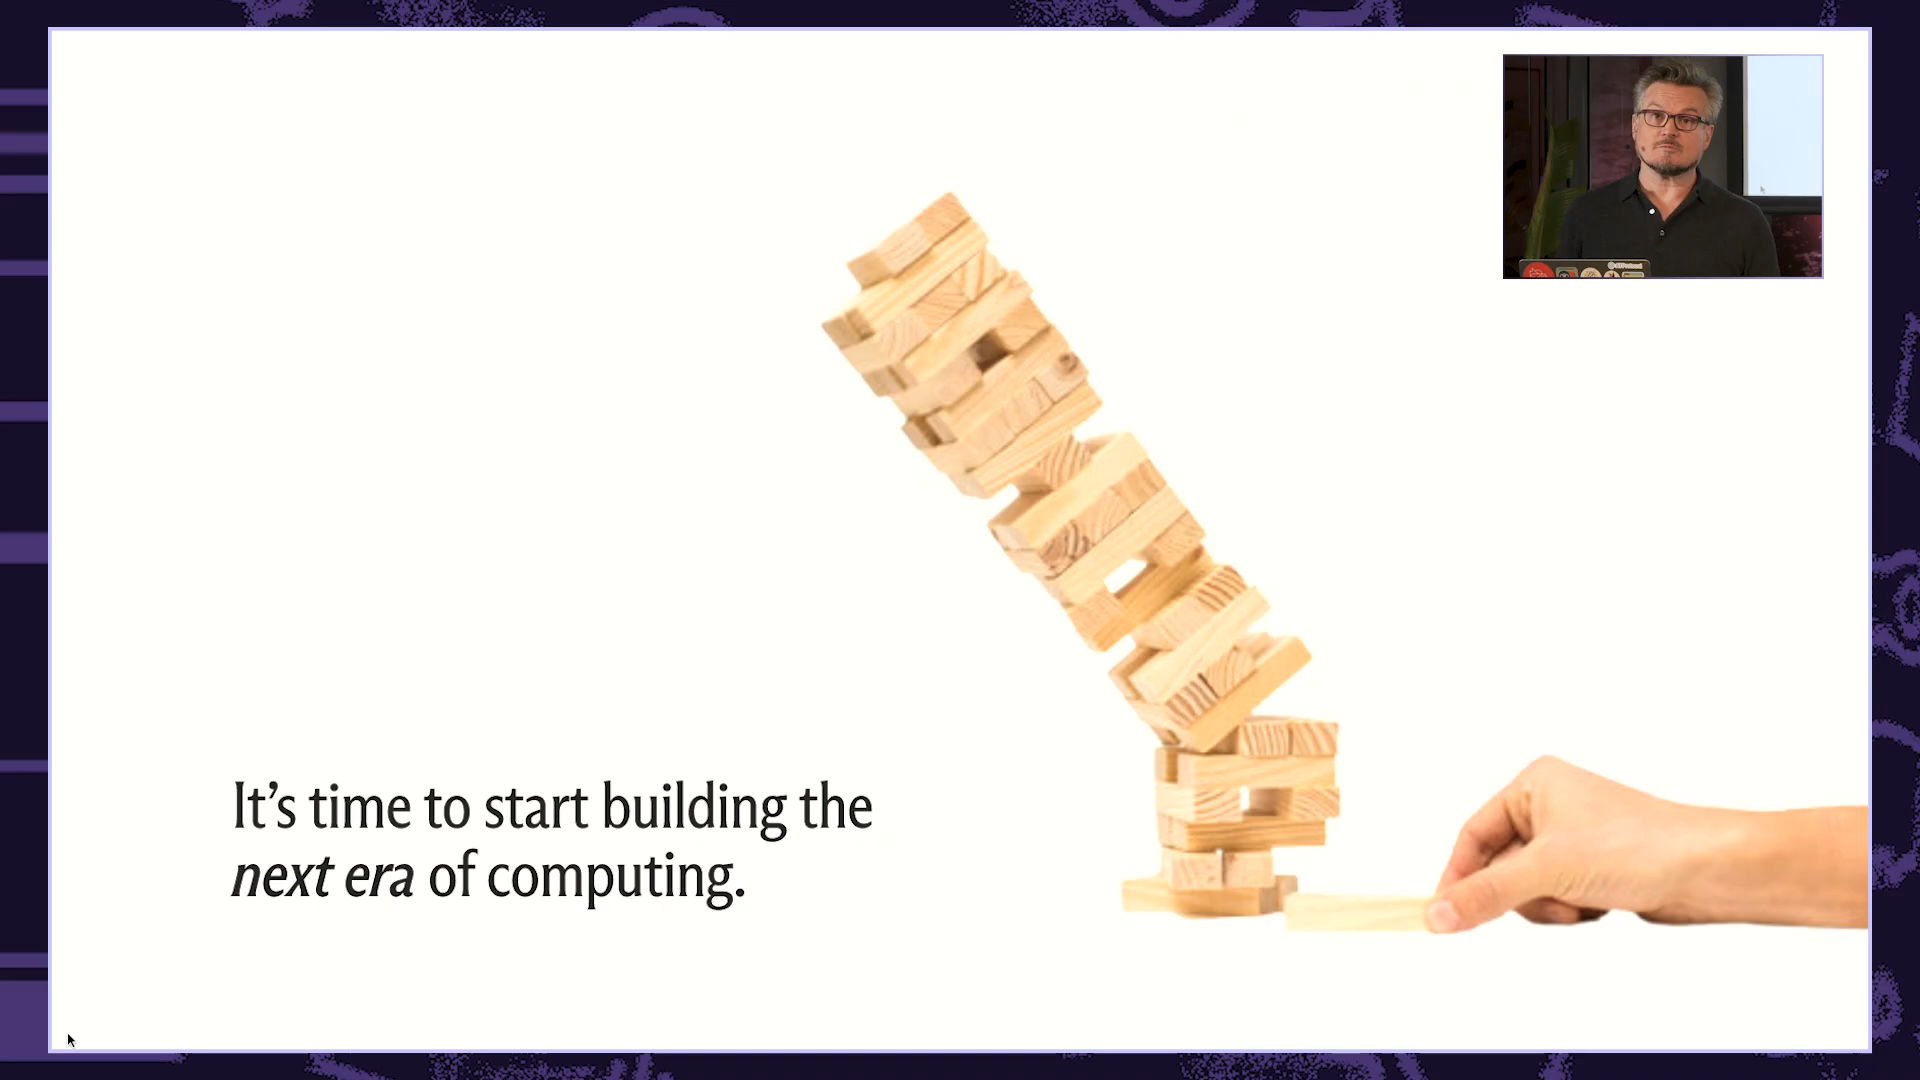 It’s time to start building the
next era of computing.